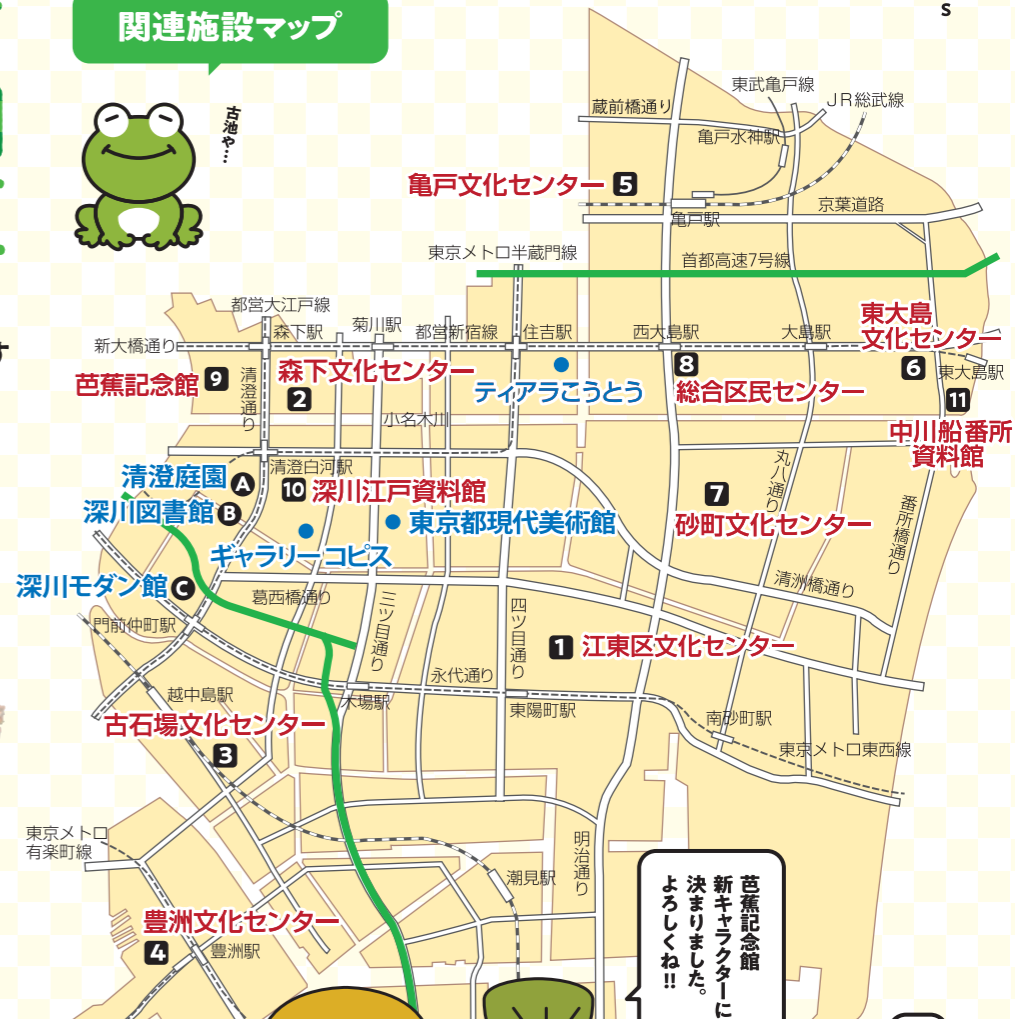 s
関連施設マップ
古池や…
す
東武亀戸線
JR総武線
蔵前橋通り
亀戸水神駅
亀戸文化センター 5
京葉道路
亀戸駅
東京メトロ半蔵門線
首都高速7号線
都営大江戸線
森下駅
菊川駅
都営新宿線
住吉駅
西大島駅
大島駅
東大島
文化センター
6
新大橋通り
東大島駅
芭蕉記念館 9
清澄通り
森下文化センター
2
ティアラこうとう
8
総合区民センター
11
中川船番所
資料館
小名木川
清澄白河駅
清澄庭園 A
10 深川江戸資料館
深川図書館 B
東京都現代美術館
ギャラリーコピス
丸八通り
7
砂町文化センター
番所橋通り
深川モダン館 C
葛西橋通り
清洲橋通り
三ツ目通り
四ツ目通り
門前仲町駅
1 江東区文化センター
永代通り
越中島駅
木場駅
東陽町駅
南砂町駅
古石場文化センター
3
東京メトロ東西線
東京メトロ
有楽町線
明治通り
潮見駅
豊洲文化センター
4
豊洲駅
芭蕉記念館
新キャラクターに
決まりました。
よろしくね!!